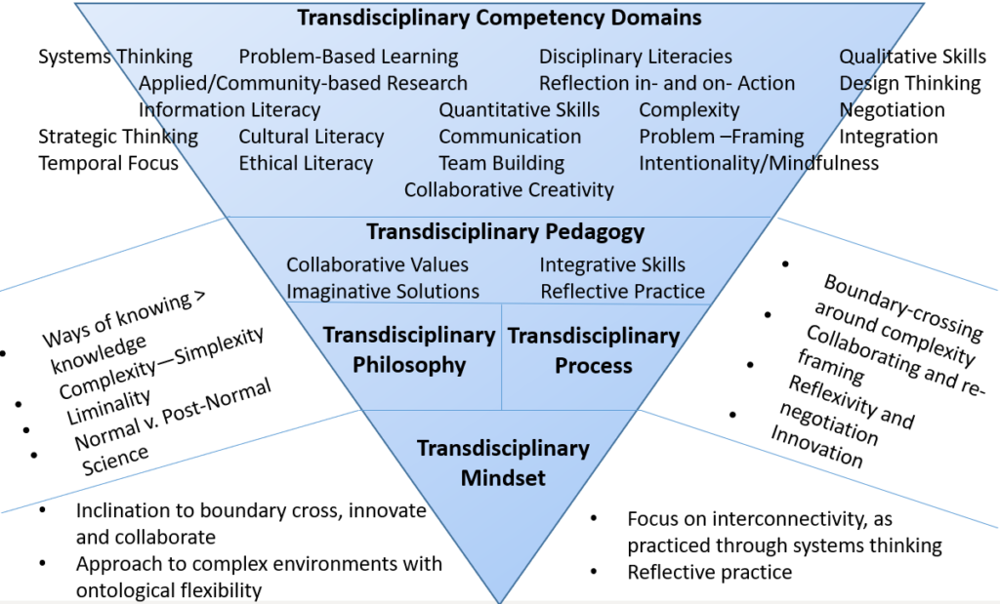 Transdisciplinary Competency Domains
Systems Thinking Problem-Based Learning Disciplinary Literacies Qualitative Skills
Applied/Community-based Research Reflection in- and on- Action Design Thinking
Information Literacy Quantitative Skills Complexity Negotiation
Strategic Thinking Cultural Literacy Communication Problem –Framing Integration
Temporal Focus Ethical Literacy Team Building Intentionality/Mindfulness
Collaborative Creativity
Transdisciplinary Pedagogy
Collaborative Values Integrative Skills
Imaginative Solutions Reflective Practice
Transdisciplinary
Philosophy
Transdisciplinary
Process
• Ways of knowing >
knowledge
• Complexity—Simplexity
• Liminality
• Normal v. Post-Normal
Science
• Boundary-crossing
around complexity
• Collaborating and re-
framing
• Reflexivity and
negotiation
• Innovation
Transdisciplinary
Mindset
• Inclination to boundary cross, innovate
and collaborate
• Approach to complex environments with
ontological flexibility
• Focus on interconnectivity, as
practiced through systems thinking
• Reflective practice